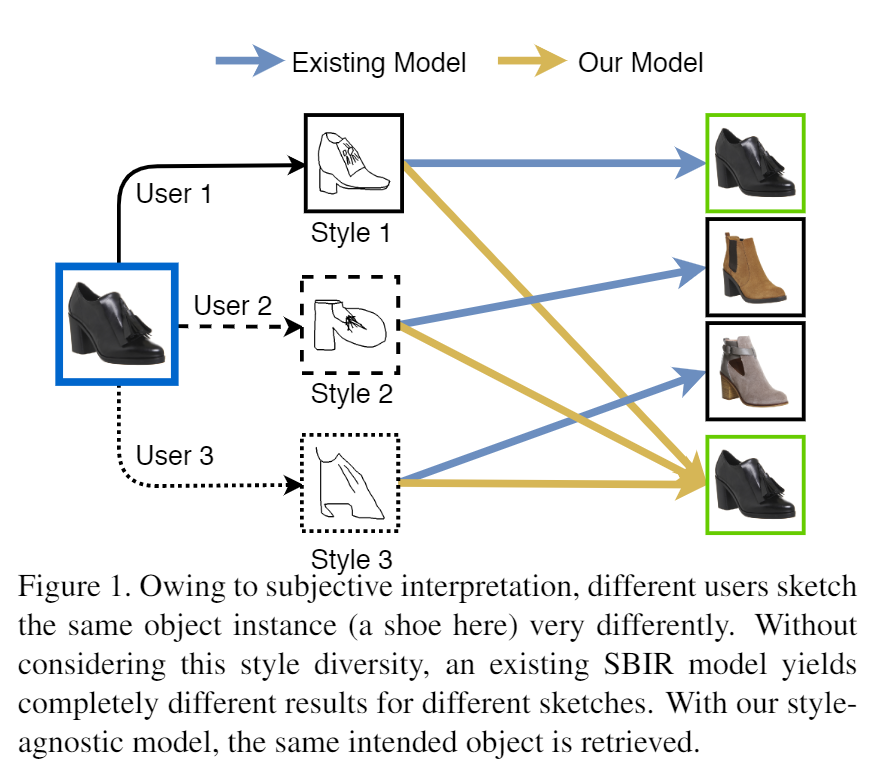 Existing Model
Our Model
User 1
Style 1
User 2
Style 2
User 3
Style 3
Figure 1. Owing to subjective interpretation, different users sketch
the same object instance (a shoe here) very differently. Without
considering this style diversity, an existing SBIR model yields
completely different results for different sketches. With our style-
agnostic model, the same intended object is retrieved.